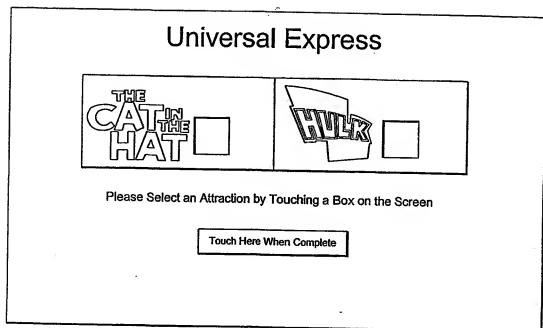 Universal Express
THE
CAT IN
THE
HAT
HULK
Please Select an Attraction by Touching a Box on the Screen
Touch Here When Complete